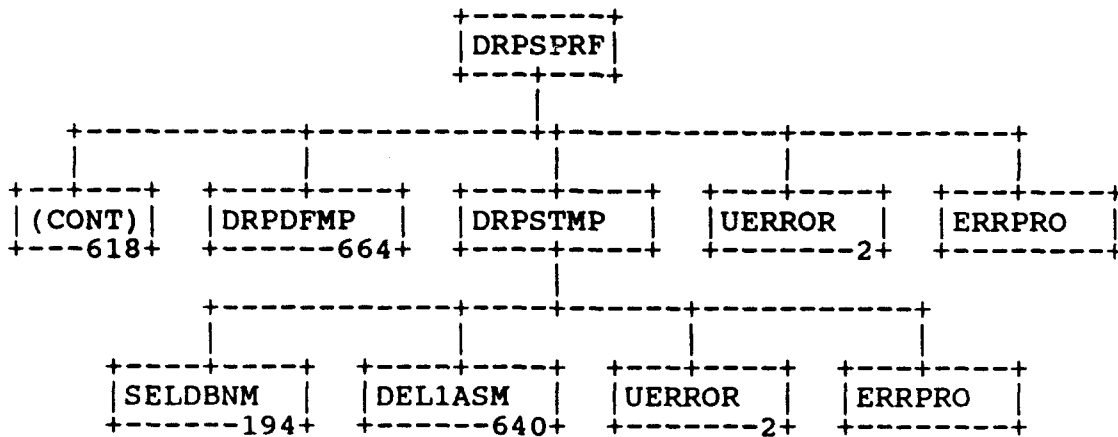 DRPSPRF
(CONT) DRPDFMP DRPSTMP UERROR ERRPRO
618 664 2
SELDBNM DEL1ASM UERROR ERRPRO
194 640 2